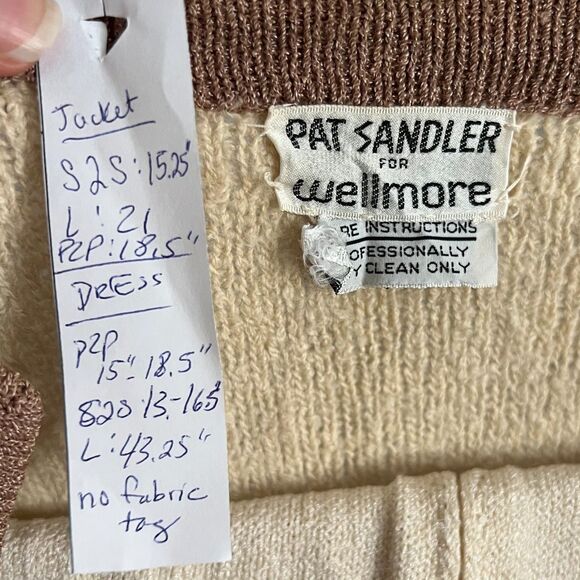 Jacket
S2S: 15.25"
L: 21
P2P: 18.5"
DRESS
P2P
15"-18.5"
S2S: 13.-16.5"
L: 43.25"
no fabric
tag
PAT SANDLER
FOR
wellmore
RE INSTRUCTIONS
OFESSIONALLY
Y CLEAN ONLY